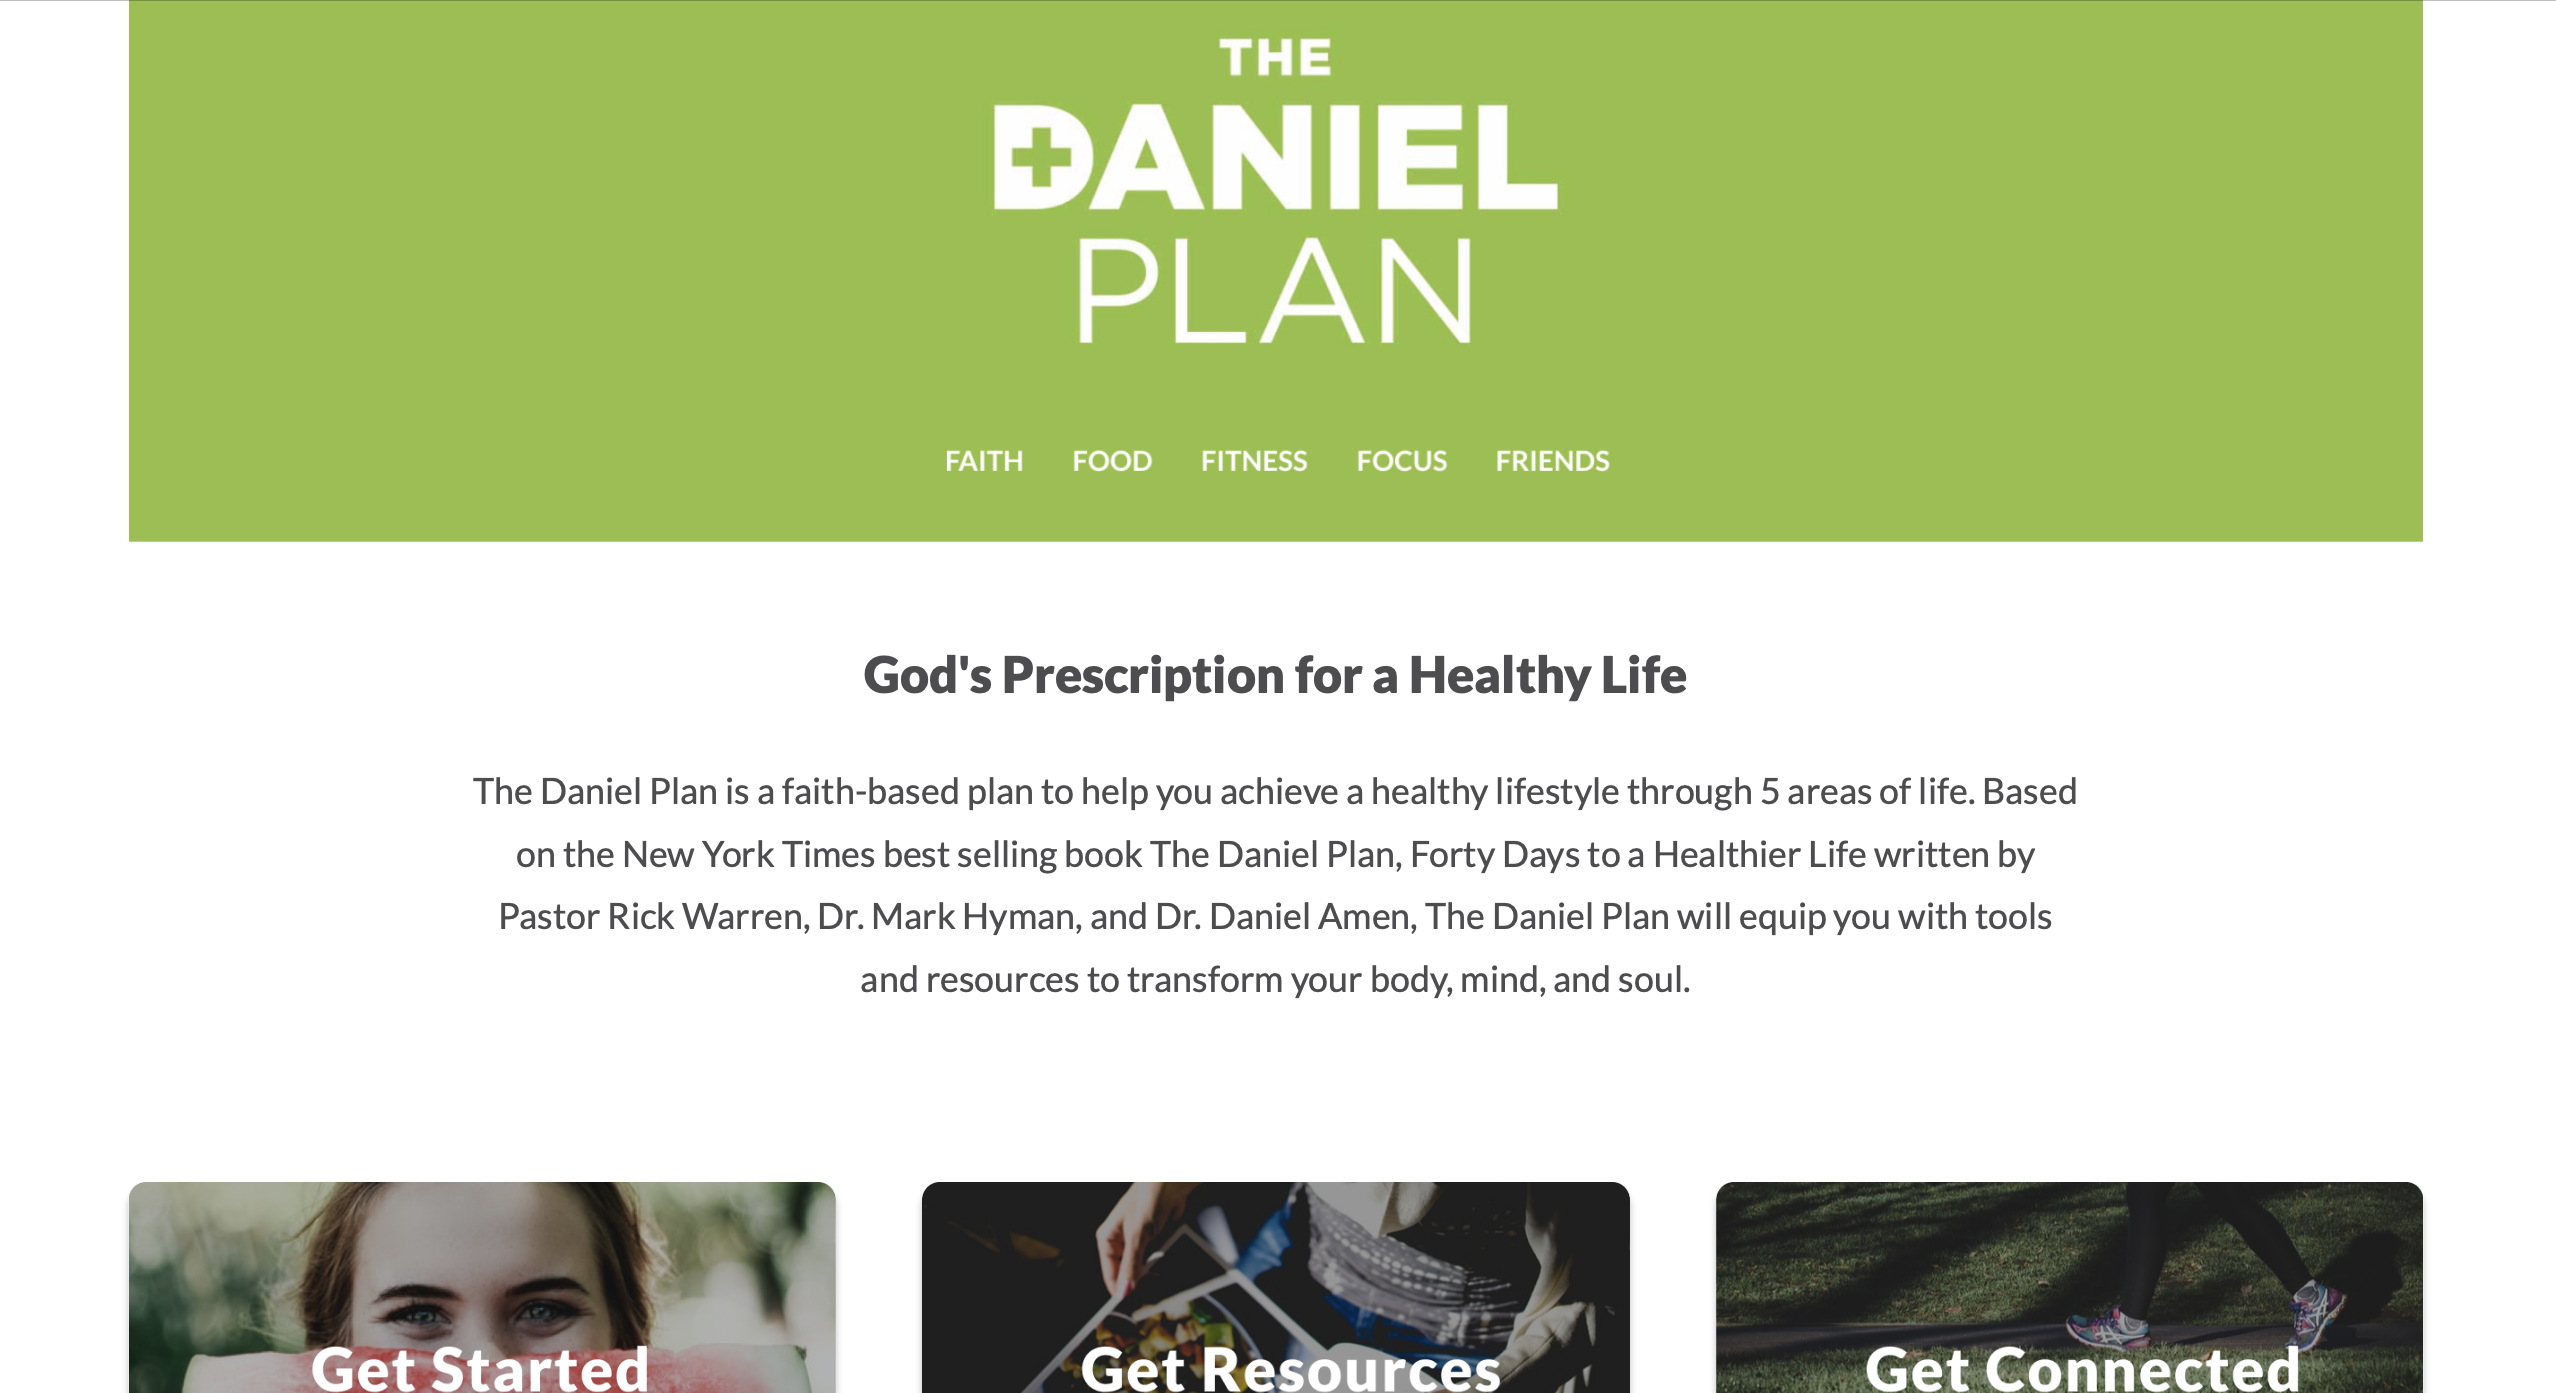 THE
DANIEL
PLAN
FAITH FOOD FITNESS FOCUS FRIENDS
God's Prescription for a Healthy Life
The Daniel Plan is a faith-based plan to help you achieve a healthy lifestyle through 5 areas of life. Based
on the New York Times best selling book The Daniel Plan, Forty Days to a Healthier Life written by
Pastor Rick Warren, Dr. Mark Hyman, and Dr. Daniel Amen, The Daniel Plan will equip you with tools
and resources to transform your body, mind, and soul.
Get Started Get Resources Get Connected